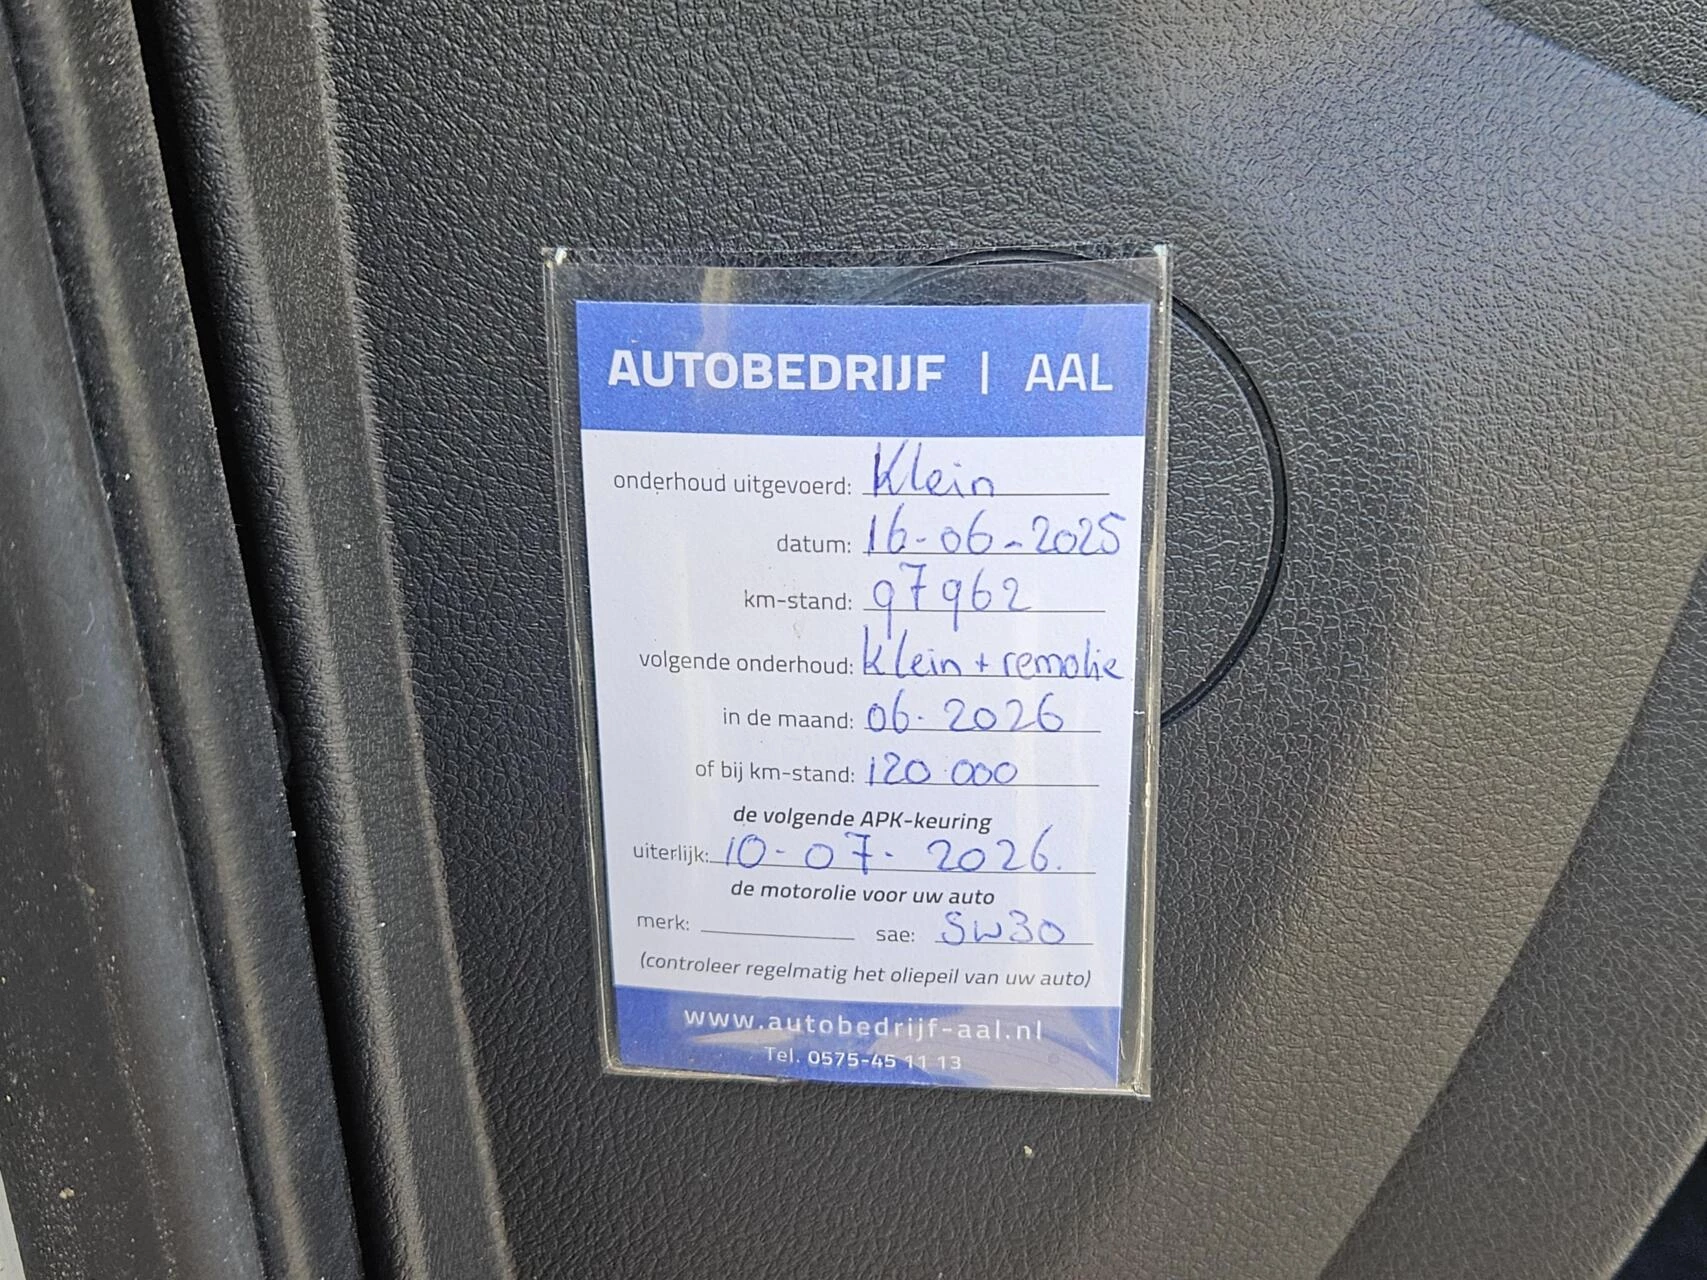 AUTOBEDRIJF | AAL
onderhoud uitgevoerd: Klein
datum: 16-06-2025
km-stand: 97962
volgende onderhoud: Klein + remolie
in de maand: 06-2026
of bij km-stand: 120.000
de volgende APK-keuring
uiterlijk: 10-07-2026.
de motorolie voor uw auto
merk: sae: 5W30
(controleer regelmatig het oliepeil van uw auto)
www.autobedrijf-aal.nl
Tel. 0575-45 11 13